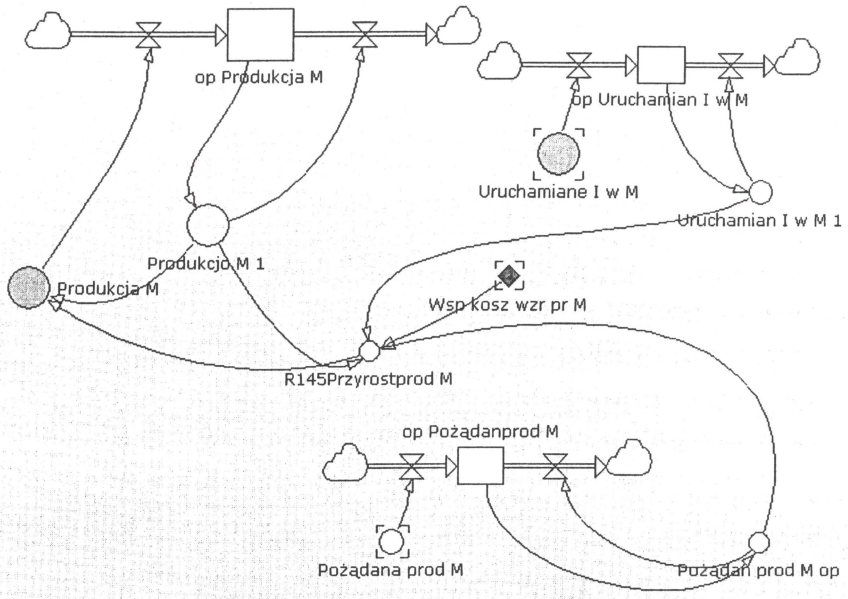 op Produkcja M
op Uruchamian I w M
Uruchamiane I w M
Uruchamian I w M 1
Produkcjo M 1
Produkcja M
Wsp kosz wzr pr M
R145Przyrostprod M
op Pożądanprod M
Pożądana prod M
Pożądań prod M op